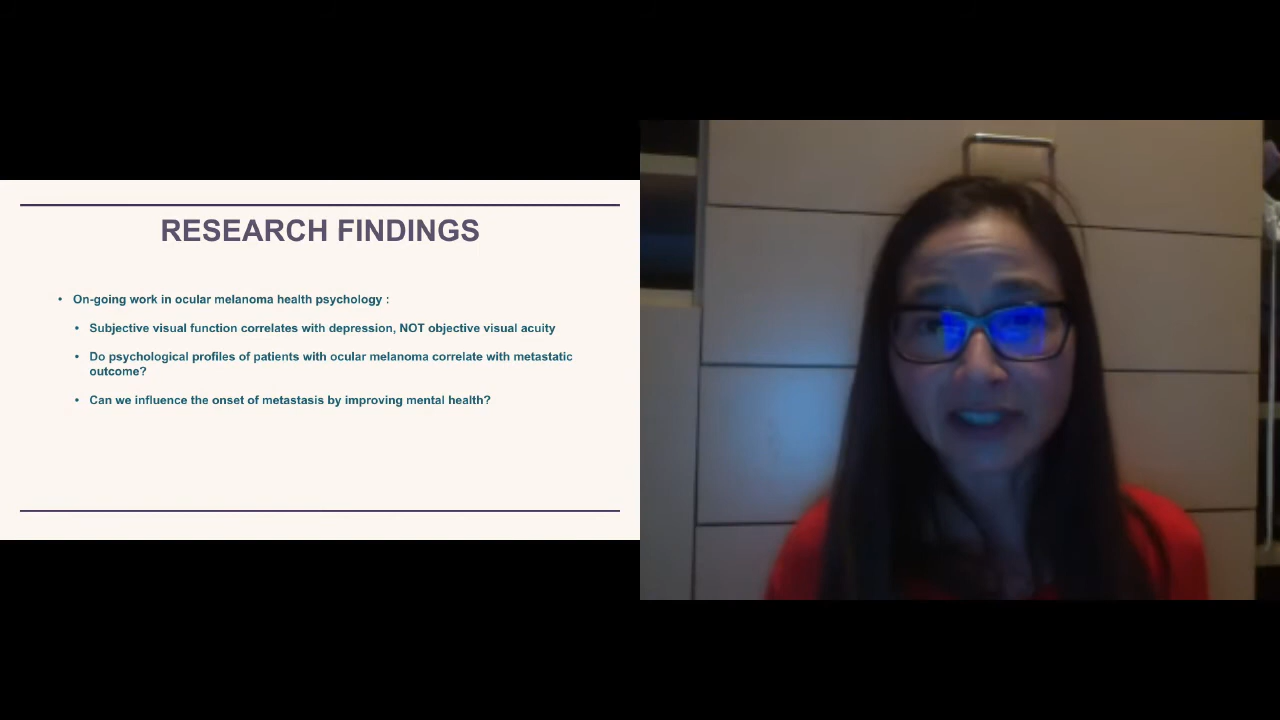 RESEARCH FINDINGS
• On-going work in ocular melanoma health psychology :
• Subjective visual function correlates with depression, NOT objective visual acuity
• Do psychological profiles of patients with ocular melanoma correlate with metastatic
outcome?
• Can we influence the onset of metastasis by improving mental health?